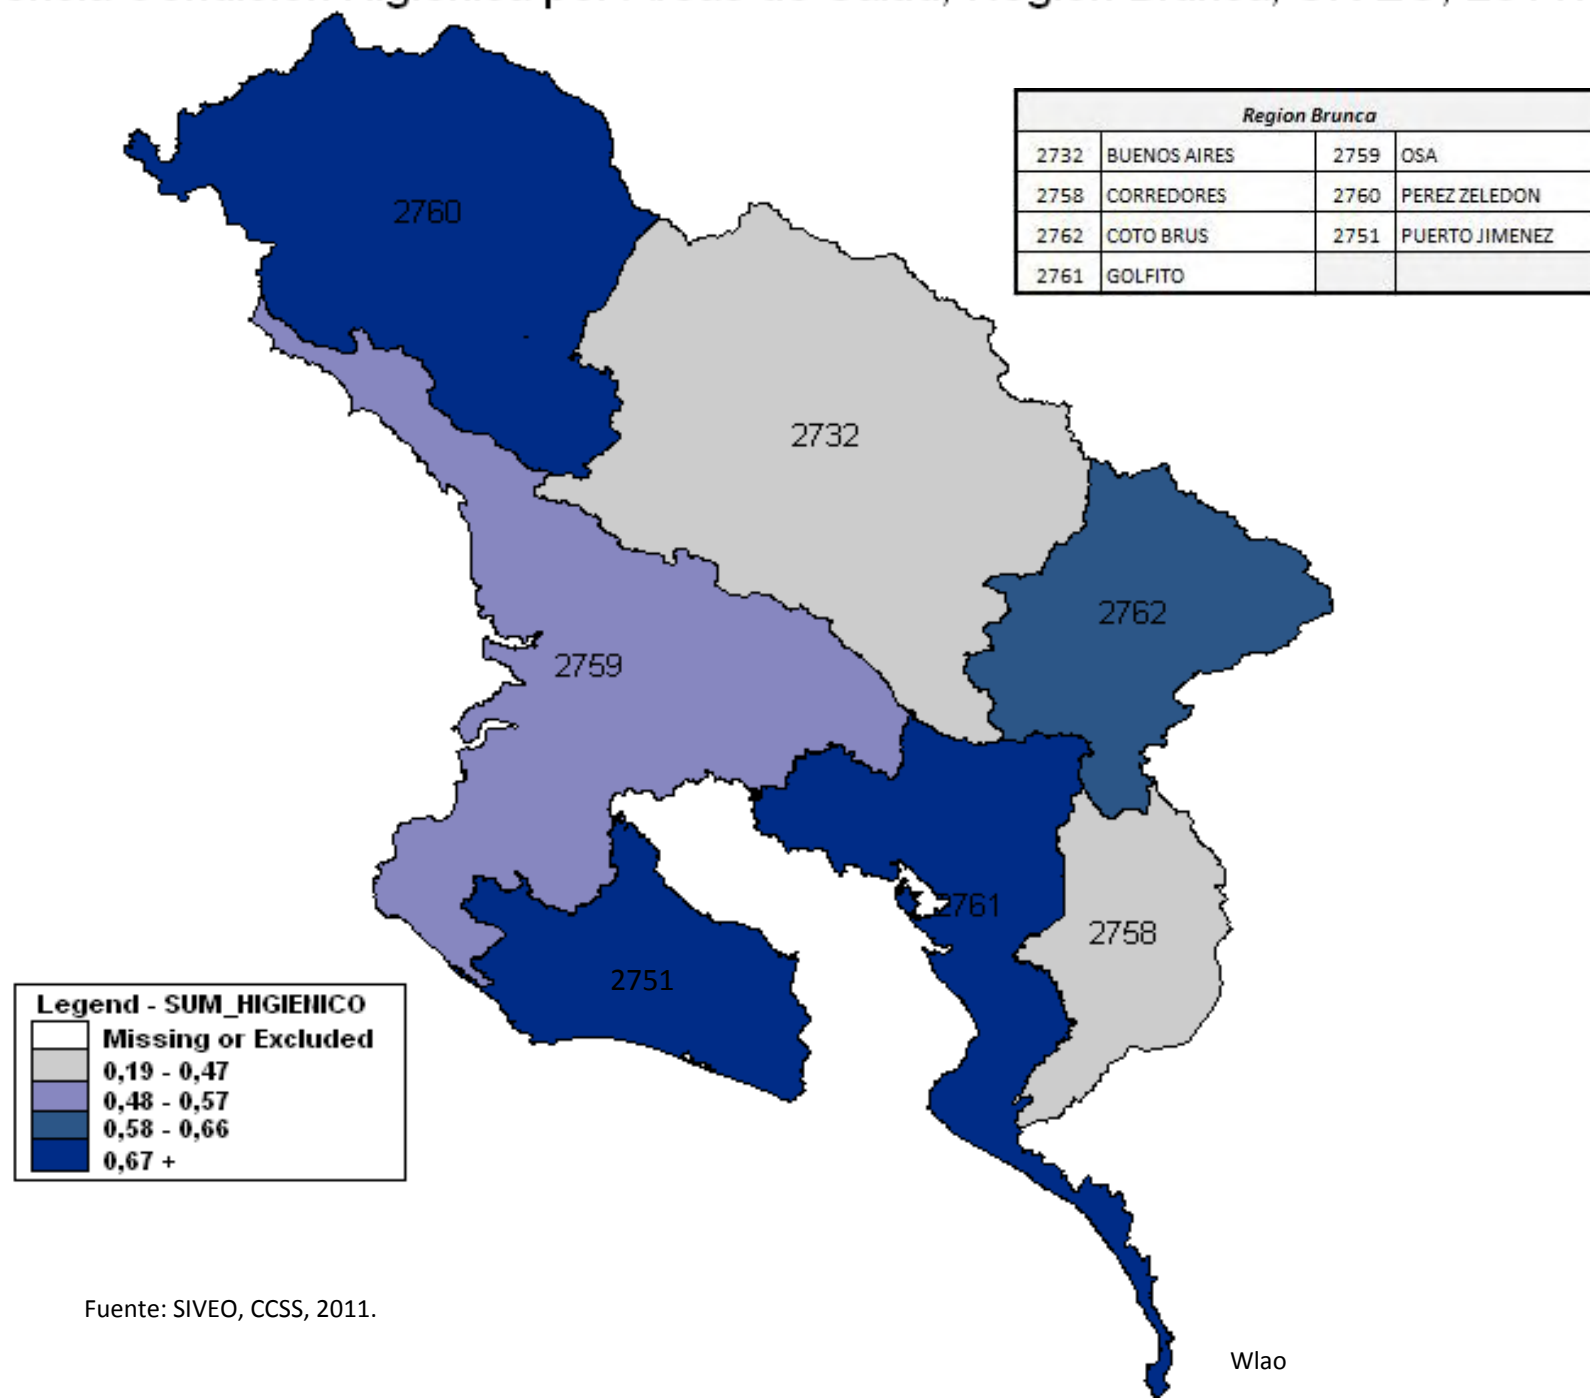 Region Brunca
2732 BUENOS AIRES 2759 OSA
2758 CORREDORES 2760 PEREZ ZELEDON
2762 COTO BRUS 2751 PUERTO JIMENEZ
2761 GOLFITO
2760
2732
2762
2759
2761
2758
2751
Legend - SUM_HIGIENICO
Missing or Excluded
0,19 - 0,47
0,48 - 0,57
0,58 - 0,66
0,67 +
Fuente: SIVEO, CCSS, 2011.
Wlao